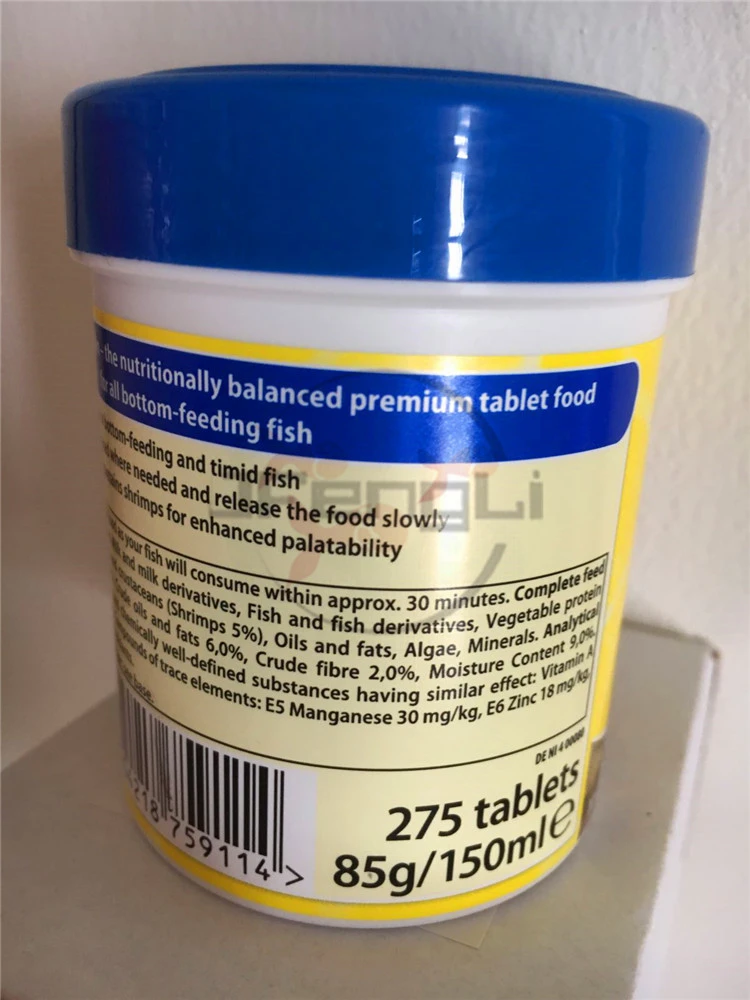 - the nutritionally balanced premium tablet food
for all bottom-feeding fish
bottom-feeding and timid fish
where needed and release the food slowly
shrimps for enhanced palatability
as your fish will consume within approx. 30 minutes. Complete feed
and milk derivatives, Fish and fish derivatives, Vegetable protein
crustaceans (Shrimps 5%), Oils and fats, Algae, Minerals. Analytical
oils and fats 6,0%, Crude fibre 2,0%, Moisture Content 9,0%.
chemically well-defined substances having similar effect: Vitamin A
of trace elements: E5 Manganese 30 mg/kg, E6 Zinc 18 mg/kg,
base.
DE NI 4 00080
275 tablets
85g/150ml e
4218 759114 >
JSengLi